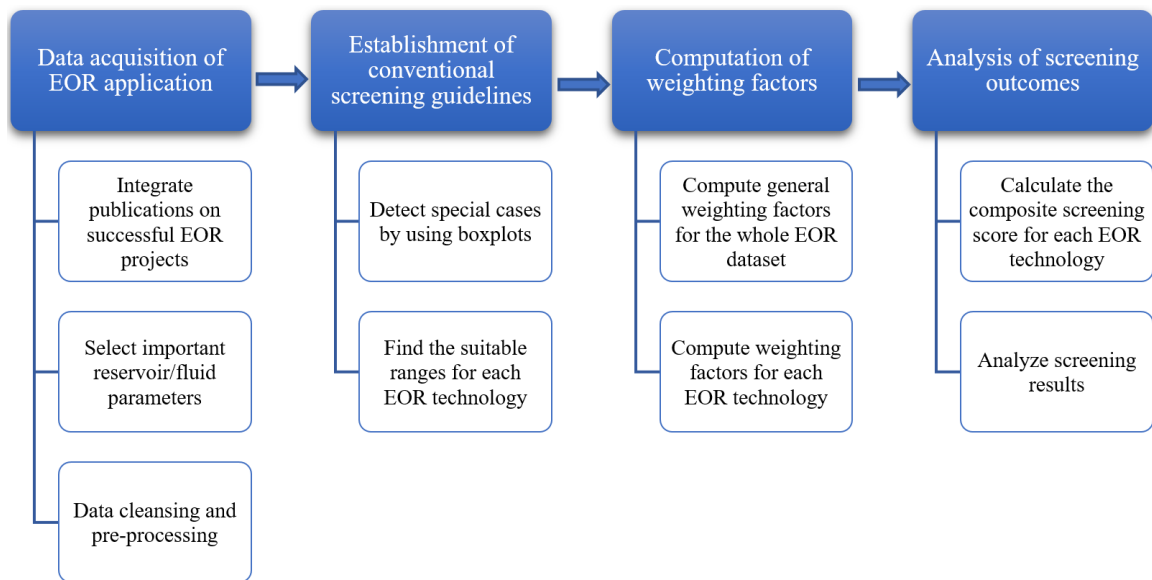 Data acquisition of
EOR application
Integrate
publications on
successful EOR
projects
Select important
reservoir/fluid
parameters
Data cleansing and
pre-processing
Establishment of
conventional
screening guidelines
Detect special cases
by using boxplots
Find the suitable
ranges for each
EOR technology
Computation of
weighting factors
Compute general
weighting factors
for the whole EOR
dataset
Compute weighting
factors for each
EOR technology
Analysis of screening
outcomes
Calculate the
composite screening
score for each EOR
technology
Analyze screening
results